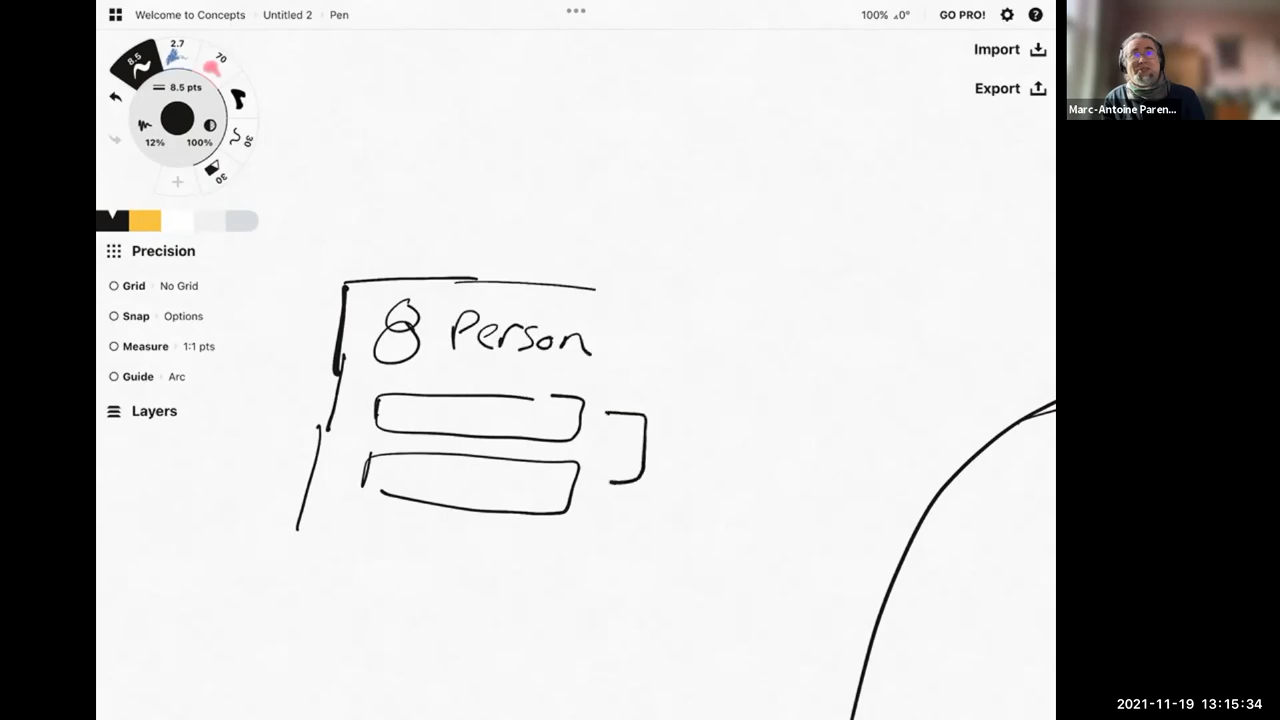 Welcome to Concepts Untitled 2 Pen
100% ⊿0° GO PRO! ?
Import
Export
8.5
2.7
70
8.5 pts
12% 100%
30
30
Precision
Grid No Grid
Snap Options
Measure 1:1 pts
Guide Arc
Layers
Person
Marc-Antoine Paren...
2021-11-19 13:15:34